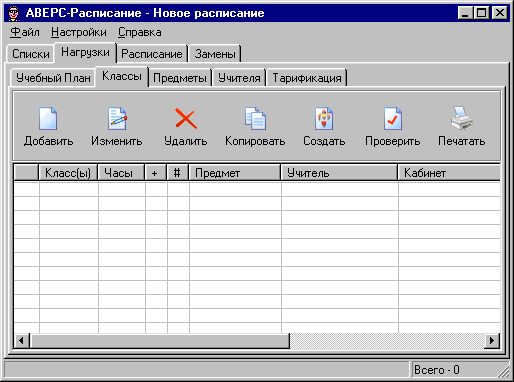 АВЕРС-Расписание - Новое расписание
Файл Настройки Справка
Списки Нагрузки Расписание Замены
Учебный План Классы Предметы Учителя Тарификация
Добавить Изменить Удалить Копировать Создать Проверить Печатать
Класс(ы) Часы + # Предмет Учитель Кабинет
Всего - 0